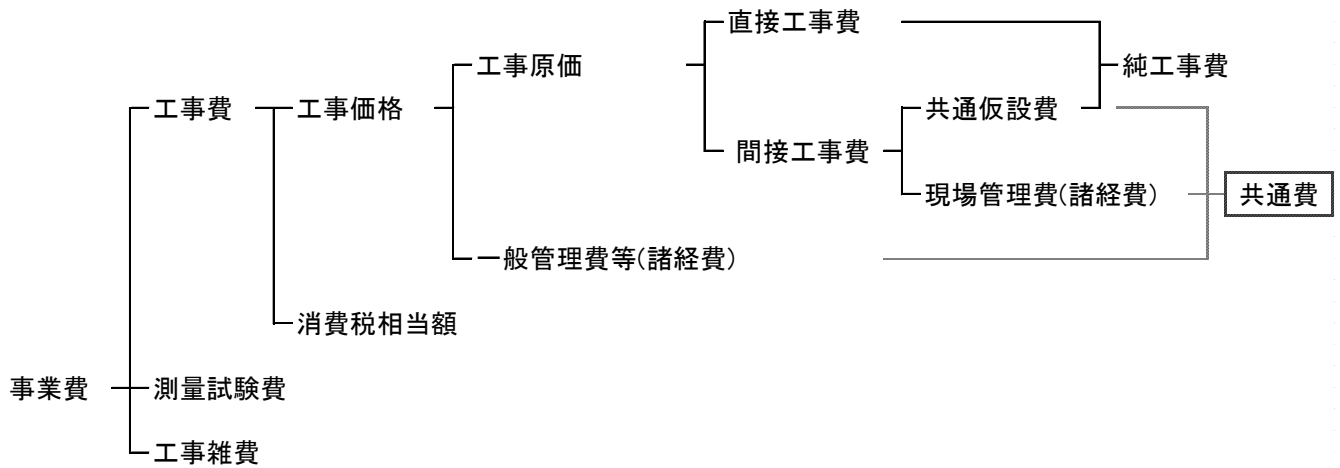 直接工事費
工事原価
純工事費
工事費
工事価格
共通仮設費
間接工事費
現場管理費(諸経費)
共通費
一般管理費等(諸経費)
消費税相当額
事業費
測量試験費
工事雑費